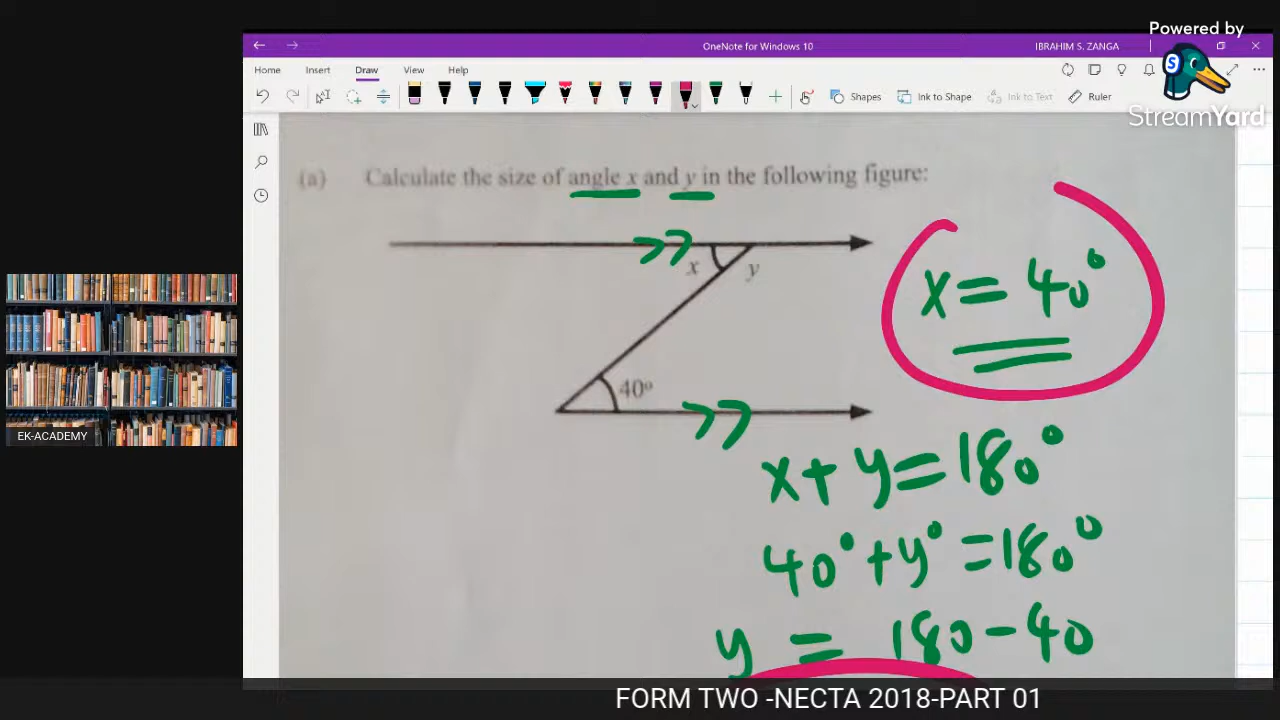 Powered by
StreamYard
OneNote for Windows 10
IBRAHIM S. ZANGA
Home
Insert
Draw
View
Help
Shapes
Ink to Shape
Ink to Text
Ruler
(a) Calculate the size of angle x and y in the following figure:
x
y
x = 40°
40°
x + y = 180°
40° + y° = 180°
y = 180 - 40
EK-ACADEMY
FORM TWO -NECTA 2018-PART 01